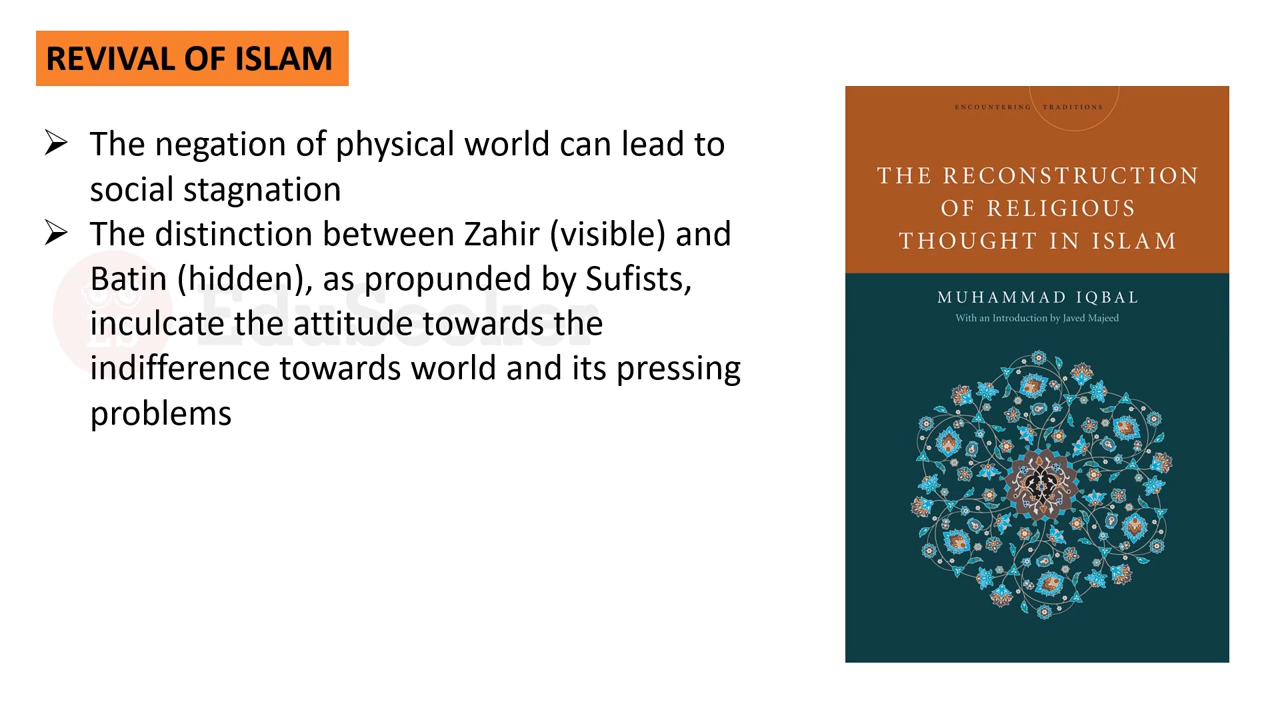 REVIVAL OF ISLAM
➢ The negation of physical world can lead to
social stagnation
➢ The distinction between Zahir (visible) and
Batin (hidden), as propunded by Sufists,
inculcate the attitude towards the
indifference towards world and its pressing
problems
EduSeeker
ENCOUNTERING TRADITIONS
THE RECONSTRUCTION
OF RELIGIOUS
THOUGHT IN ISLAM
MUHAMMAD IQBAL
With an Introduction by Javed Majeed